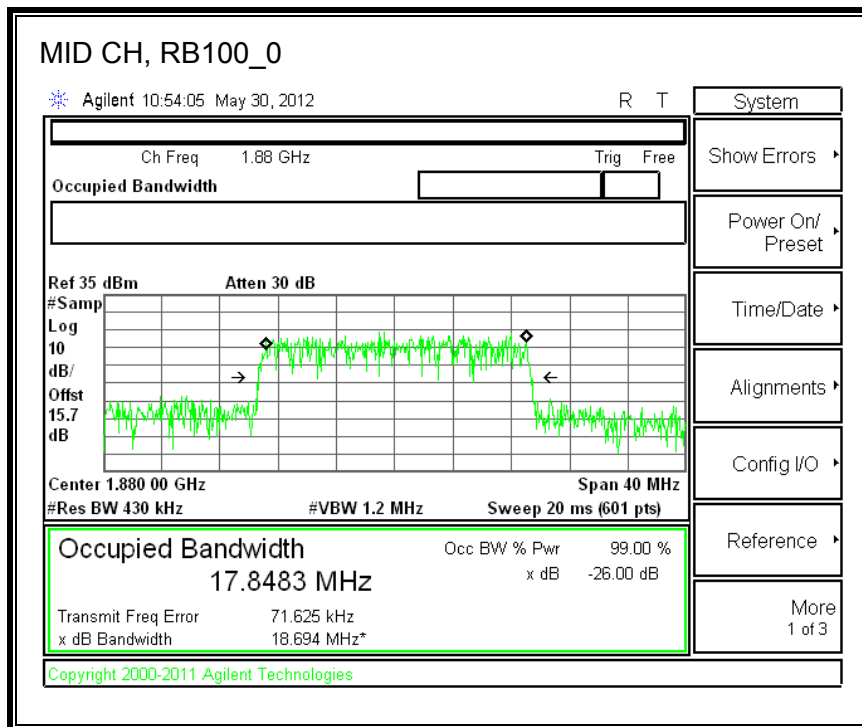 MID CH, RB100_0
Agilent 10:54:05 May 30, 2012 R T
System
Ch Freq 1.88 GHz Trig Free
Show Errors
Occupied Bandwidth
Power On/
Preset
Ref 35 dBm Atten 30 dB
#Samp
Log
10
dB/
Offst
15.7
dB
Time/Date
Alignments
Config I/O
Center 1.880 00 GHz Span 40 MHz
#Res BW 430 kHz #VBW 1.2 MHz Sweep 20 ms (601 pts)
Reference
Occupied Bandwidth Occ BW % Pwr 99.00 %
17.8483 MHz x dB -26.00 dB
Transmit Freq Error 71.625 kHz
x dB Bandwidth 18.694 MHz*
More
1 of 3
Copyright 2000-2011 Agilent Technologies